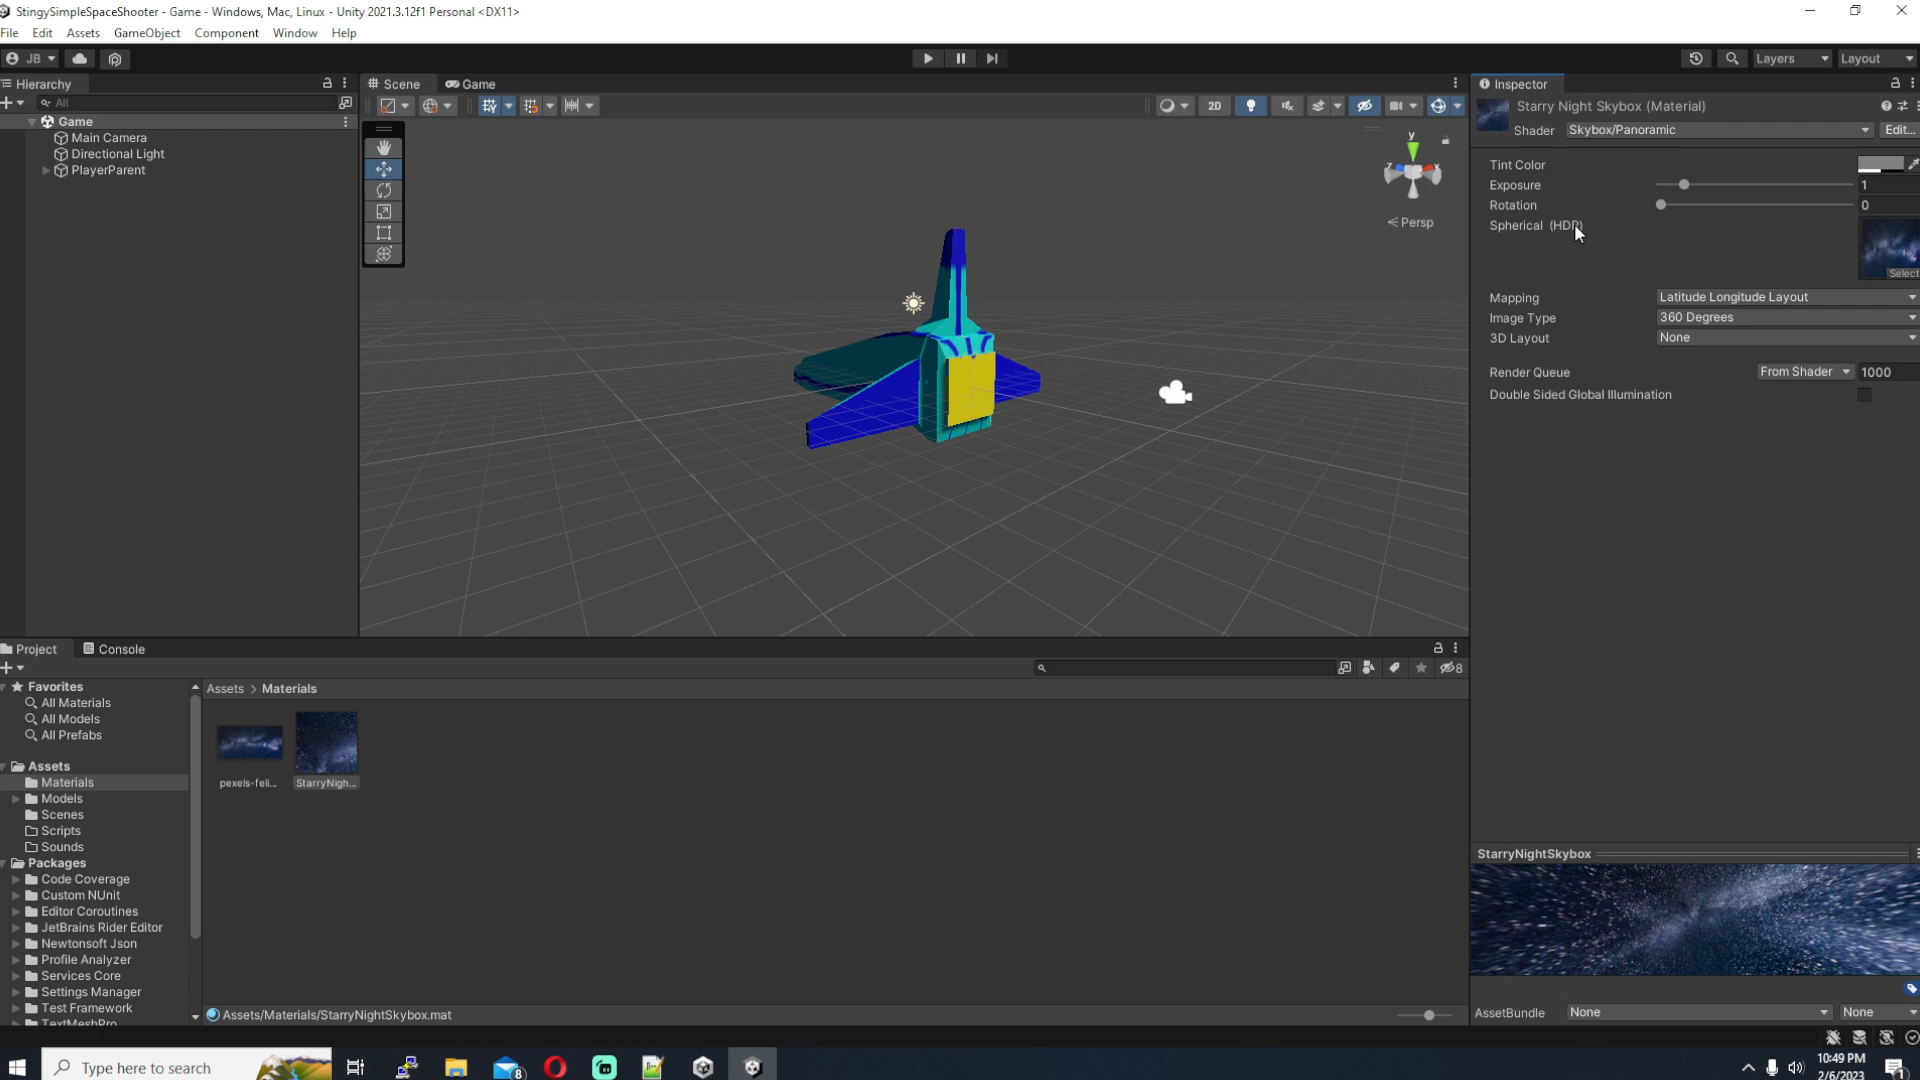 StingySimpleSpaceShooter - Game - Windows, Mac, Linux - Unity 2021.3.12f1 Personal <DX11>
File Edit Assets GameObject Component Window Help
JB Layers Layout
Hierarchy
All
Game
Main Camera
Directional Light
PlayerParent
Scene Game
2D
y
z x
Persp
Inspector
Starry Night Skybox (Material)
Shader Skybox/Panoramic Edit...
Tint Color
Exposure 1
Rotation 0
Spherical (HDR)
Select
Mapping Latitude Longitude Layout
Image Type 360 Degrees
3D Layout None
Render Queue From Shader 1000
Double Sided Global Illumination
Project Console
8
Favorites
All Materials
All Models
All Prefabs
Assets
Materials
Models
Scenes
Scripts
Sounds
Packages
Code Coverage
Custom NUnit
Editor Coroutines
JetBrains Rider Editor
Newtonsoft Json
Profile Analyzer
Services Core
Settings Manager
Test Framework
TextMeshPro
Assets > Materials
pexels-feli... StarryNigh...
Assets/Materials/StarryNightSkybox.mat
StarryNightSkybox
AssetBundle None None
Type here to search
8
10:49 PM
2/6/2023
1